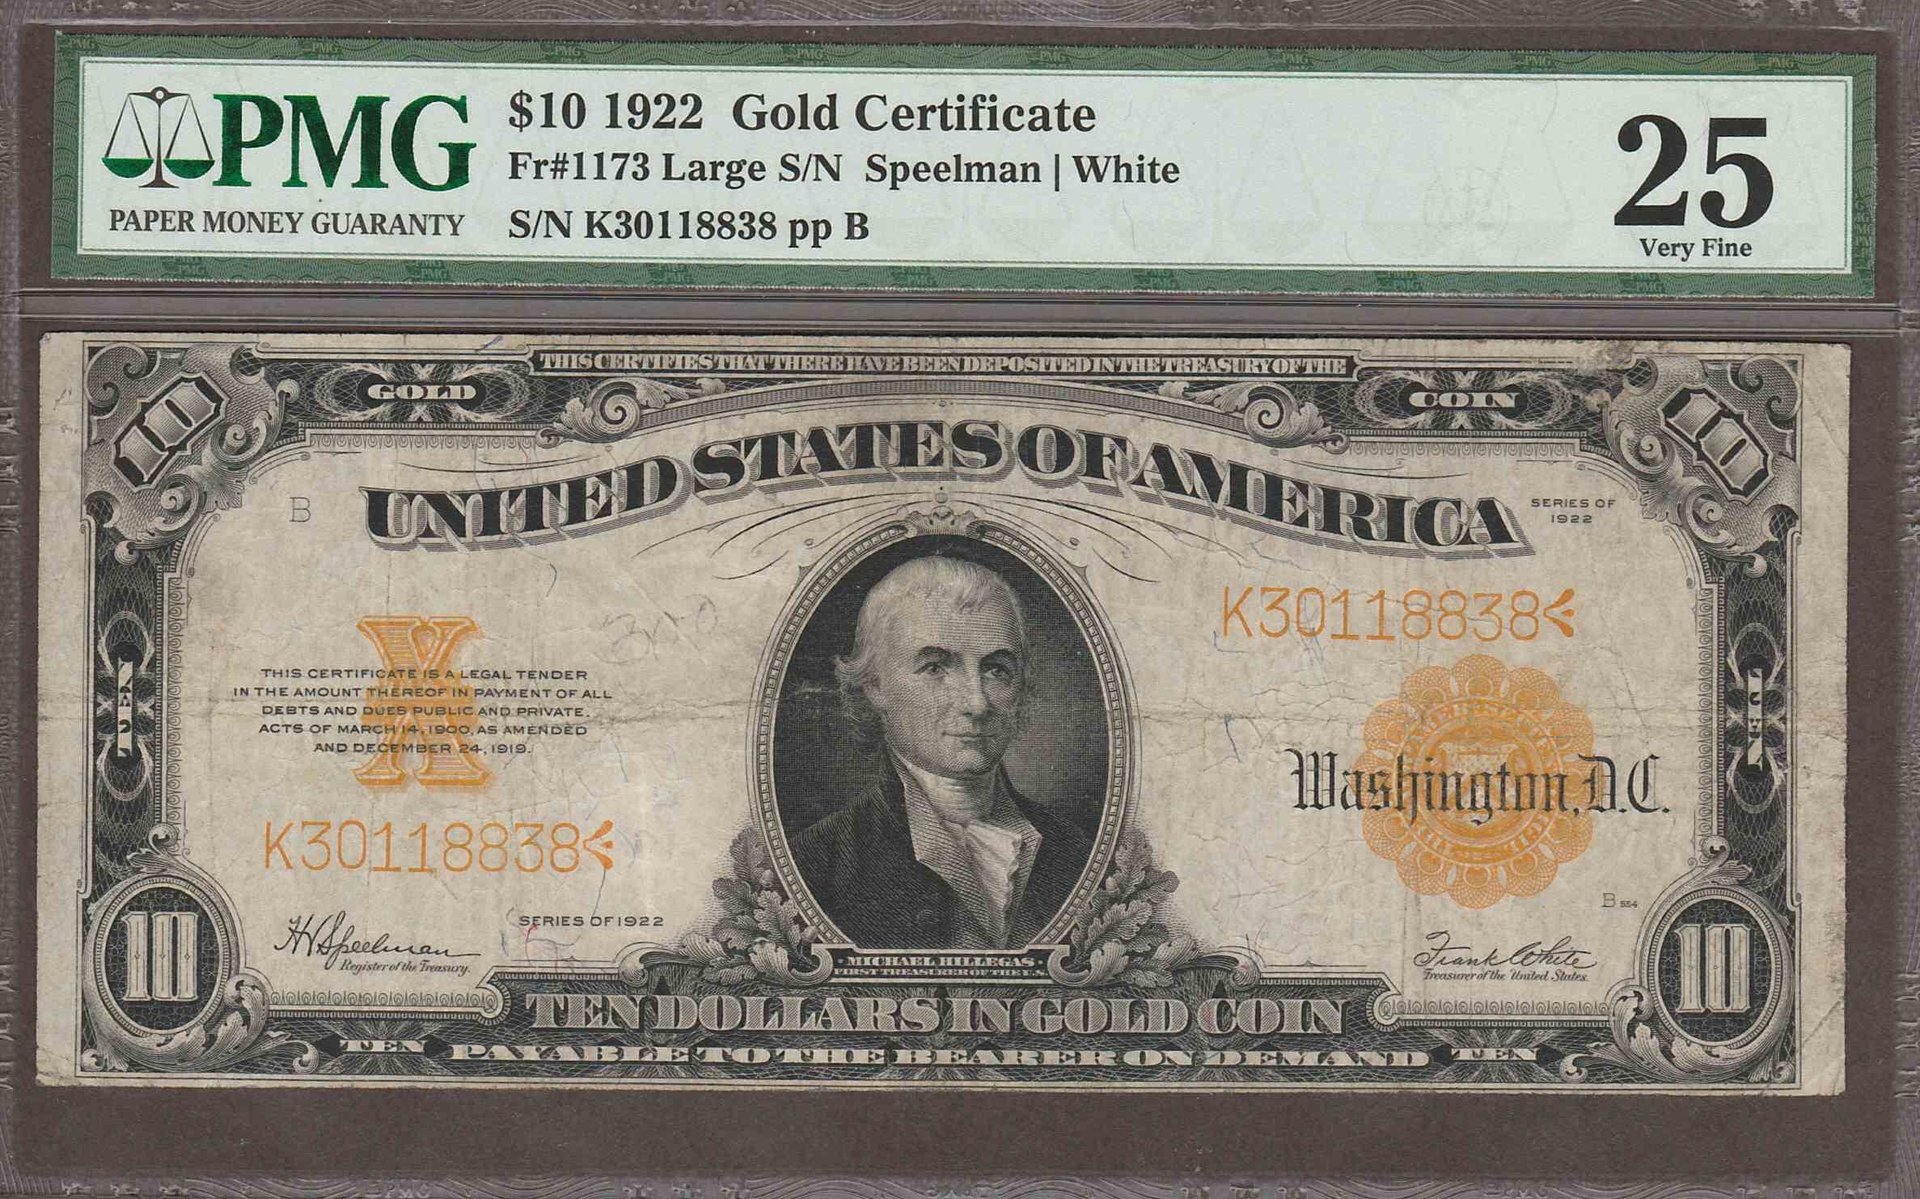 PMG
PAPER MONEY GUARANTY
$10 1922 Gold Certificate
Fr#1173 Large S/N Speelman | White
S/N K30118838 pp B
25
Very Fine
THIS CERTIFIES THAT THERE HAVE BEEN DEPOSITED IN THE TREASURY OF THE
10
GOLD
COIN
10
UNITED STATES OF AMERICA
B
SERIES OF
1922
K30118838
X
THIS CERTIFICATE IS A LEGAL TENDER
IN THE AMOUNT THEREOF IN PAYMENT OF ALL
DEBTS AND DUES PUBLIC AND PRIVATE.
ACTS OF MARCH 14, 1900, AS AMENDED
AND DECEMBER 24, 1919.
Washington, D.C.
K30118838
B 554
SERIES OF 1922
H V Speelman
Register of the Treasury.
Frank White
Treasurer of the United States.
MICHAEL HILLEGAS
FIRST TREASURER OF THE U.S.
10
10
TEN DOLLARS IN GOLD COIN
TEN PAYABLE TO THE BEARER ON DEMAND TEN